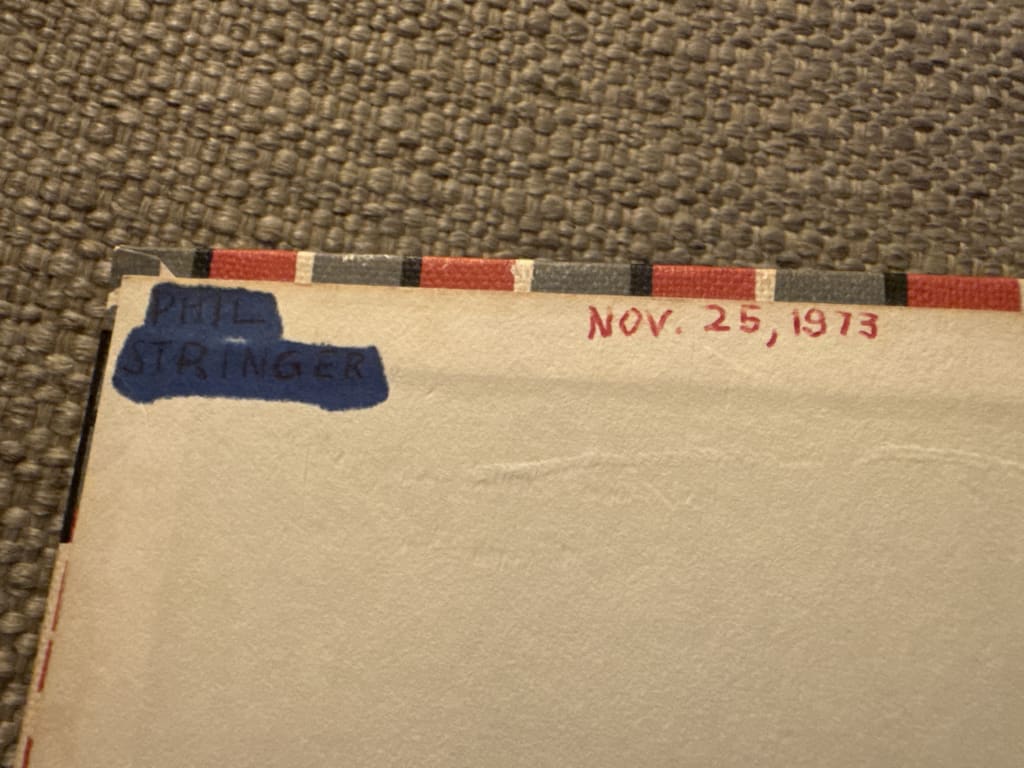 PHIL
STRINGER
NOV. 25, 1973